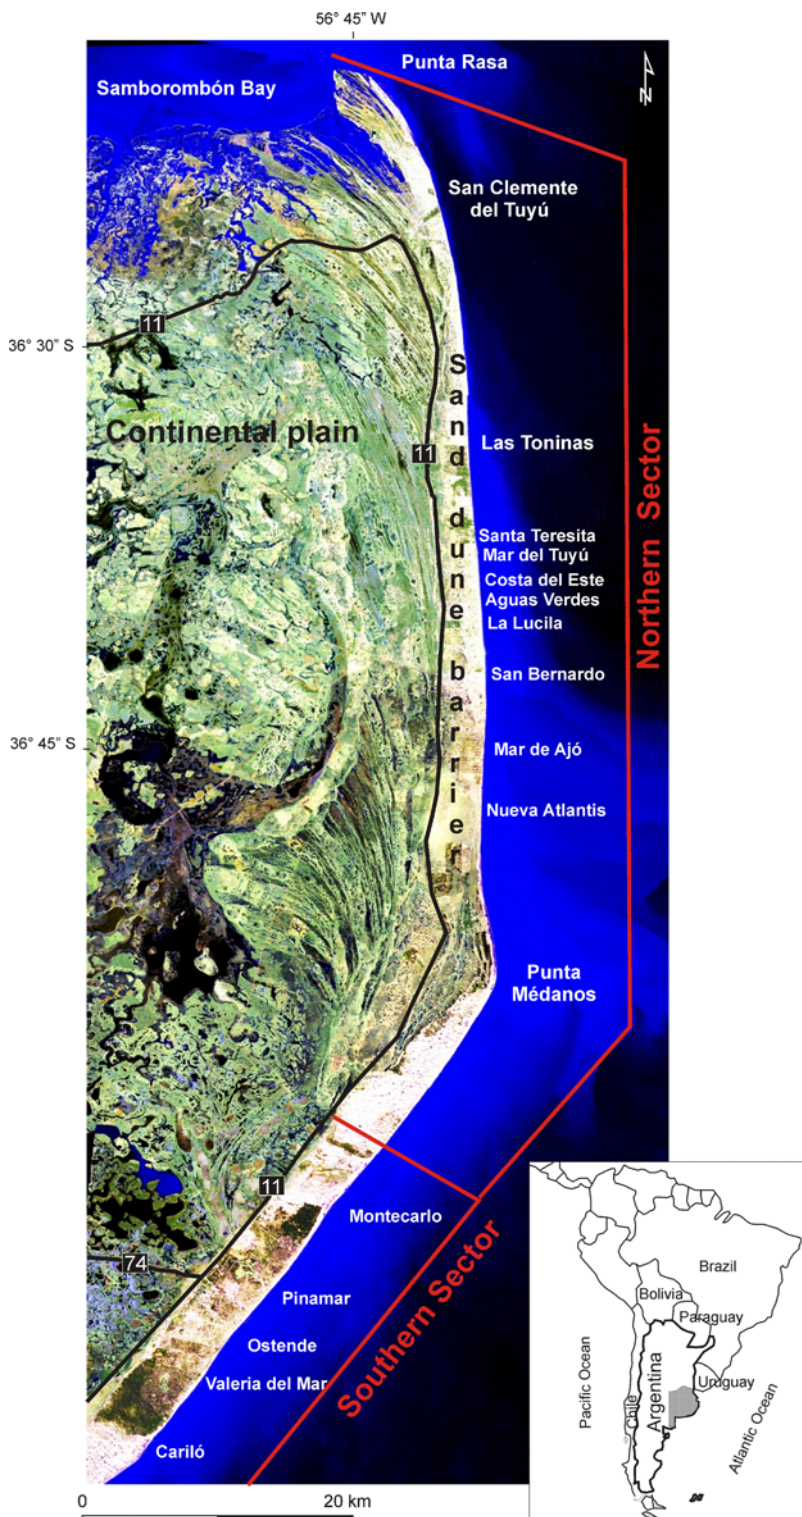 56° 45” W
Punta Rasa
Samborombón Bay
San Clemente
del Tuyú
11
36° 30” S
Sand dune barrier
Continental plain
11
Las Toninas
Northern Sector
Santa Teresita
Mar del Tuyú
Costa del Este
Aguas Verdes
La Lucila
San Bernardo
36° 45” S
Mar de Ajó
Nueva Atlantis
Punta
Médanos
11
Montecarlo
74
Southern Sector
Pinamar
Ostende
Valeria del Mar
Cariló
0
20 km
Brazil
Bolivia
Paraguay
Uruguay
Argentina
Chile
Pacific Ocean
Atlantic Ocean
N